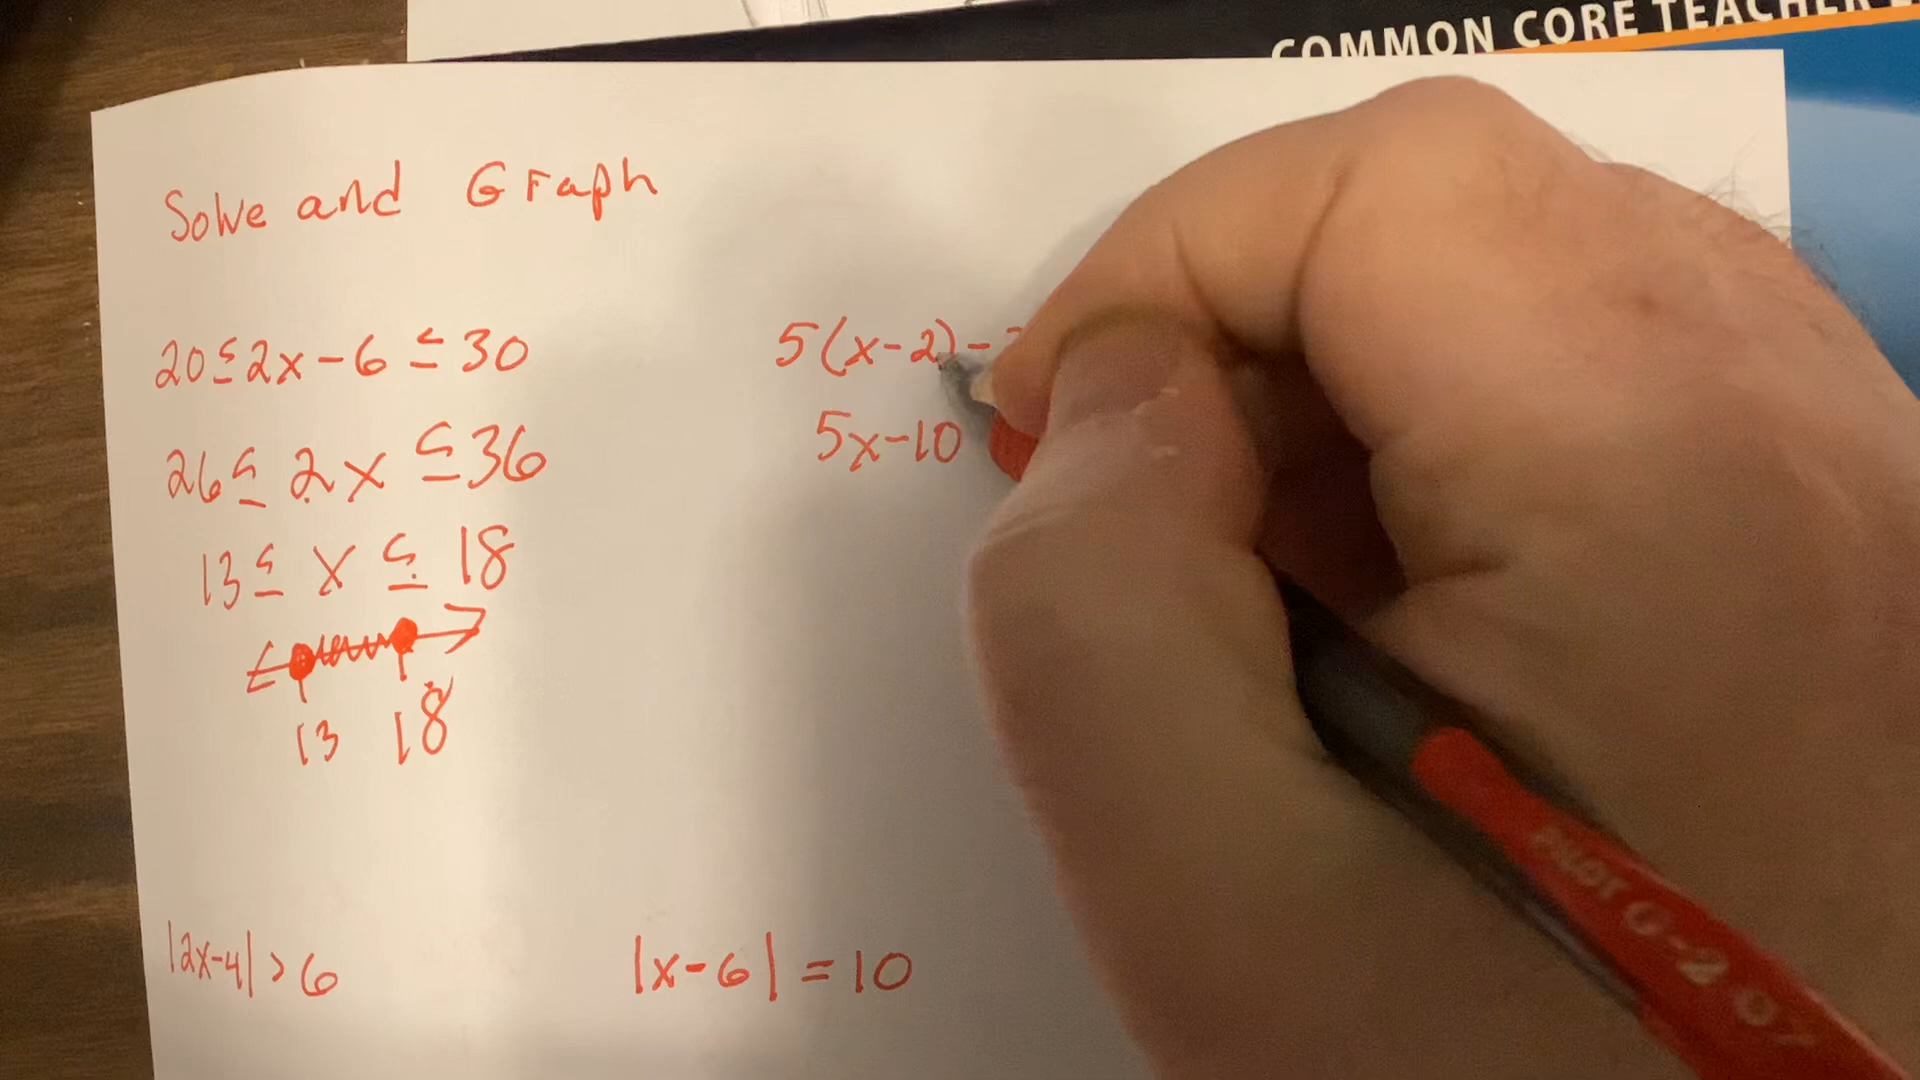 COMMON CORE TEACHER
Solve and Graph
20≤2x-6≤30
26≤2x≤36
13≤x≤18
13 18
5(x-2)-
5x-10
|2x-4|>6
|x-6|=10
PILOT G-2 07